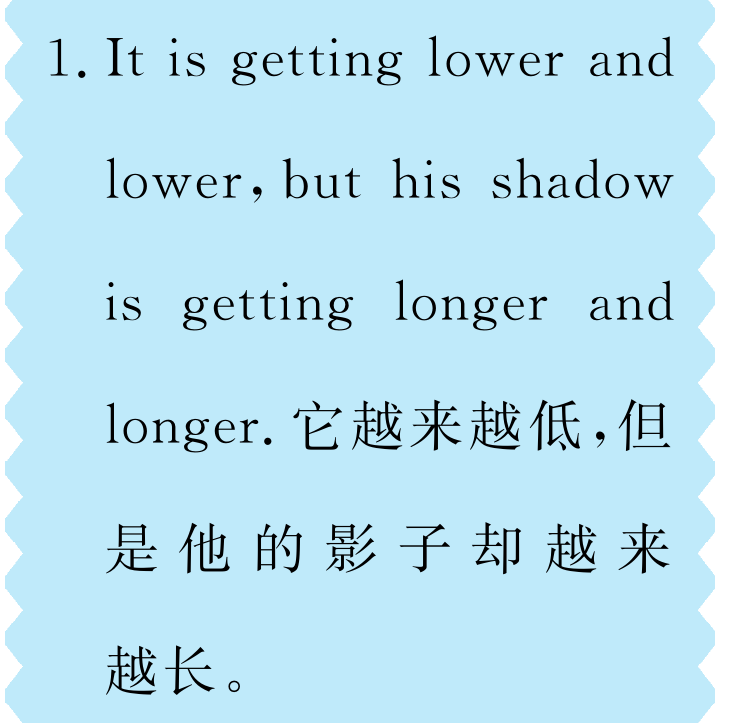 1. It is getting lower and
lower, but his shadow
is getting longer and
longer. 它越来越低,但
是他的影子却越来
越长。